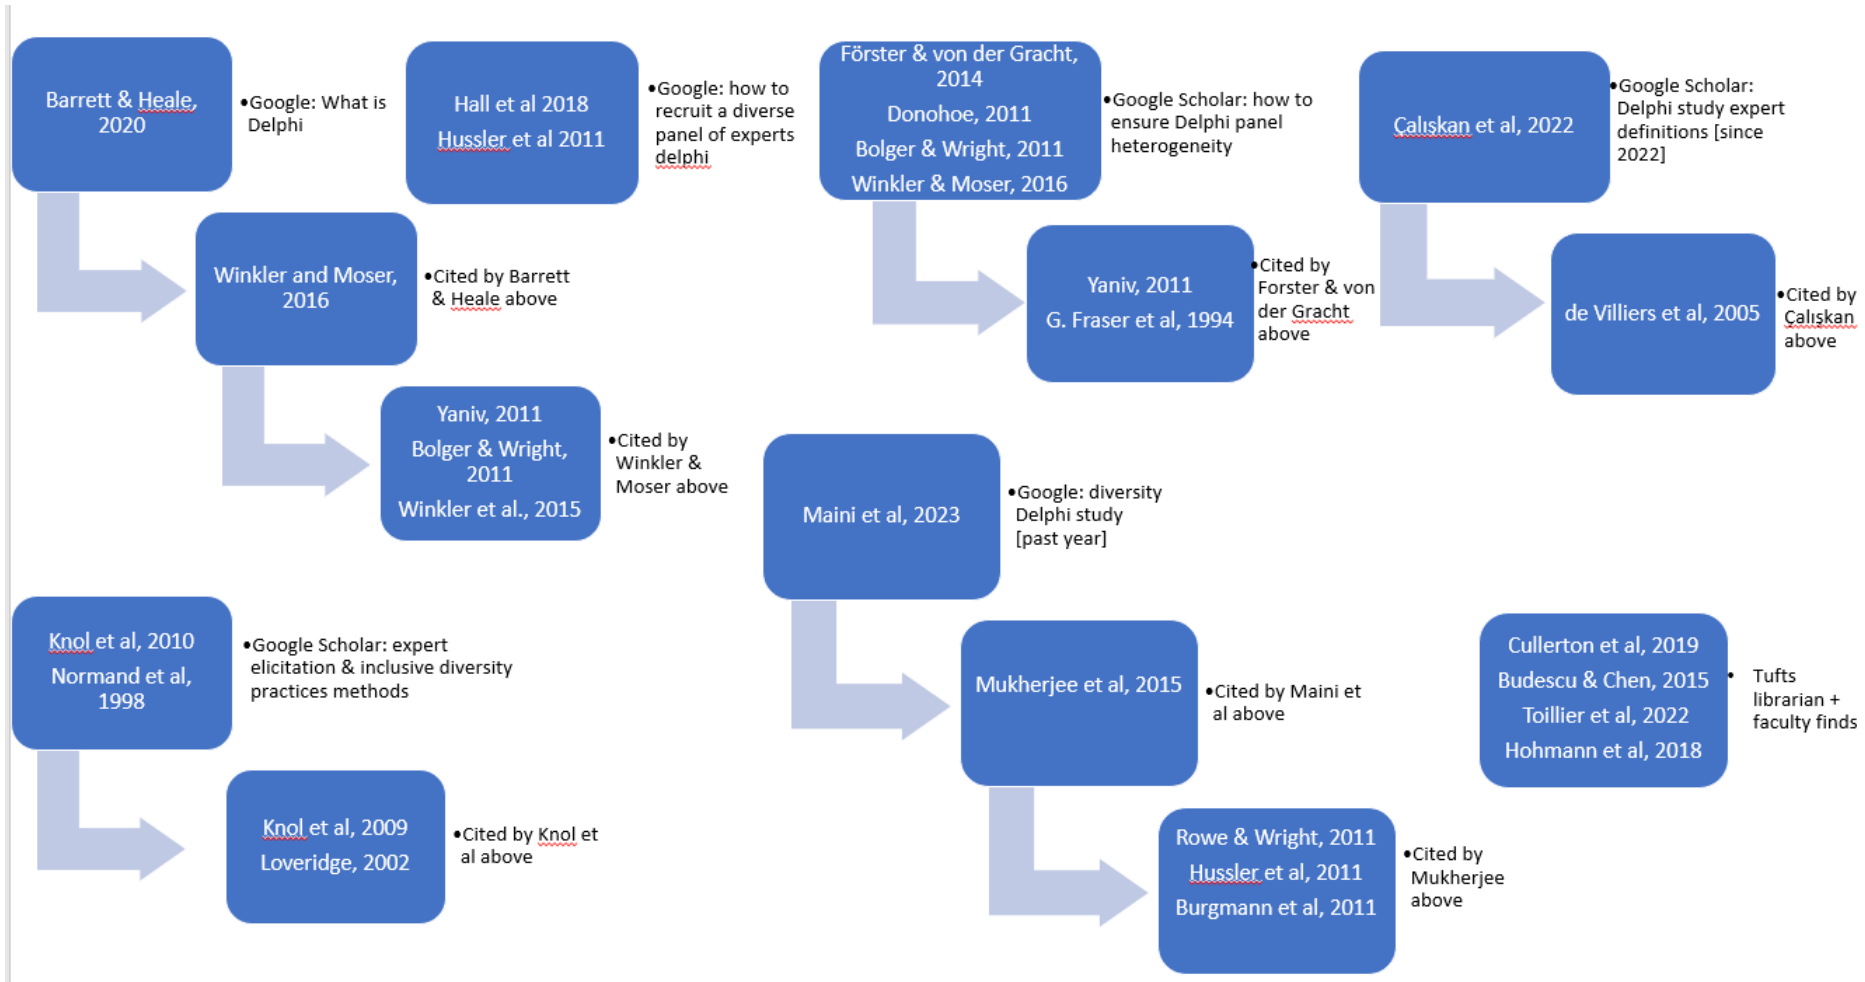 Barrett & Heale,
2020
•Google: What is
Delphi
Hall et al 2018
Hussler et al 2011
•Google: how to
recruit a diverse
panel of experts
delphi
Förster & von der Gracht,
2014
Donohoe, 2011
Bolger & Wright, 2011
Winkler & Moser, 2016
•Google Scholar: how to
ensure Delphi panel
heterogeneity
Çalışkan et al, 2022
•Google Scholar:
Delphi study expert
definitions [since
2022]
Winkler and Moser,
2016
•Cited by Barrett
& Heale above
Yaniv, 2011
G. Fraser et al, 1994
•Cited by
Forster & von
der Gracht
above
de Villiers et al, 2005
•Cited by
Çalışkan
above
Yaniv, 2011
Bolger & Wright,
2011
Winkler et al., 2015
•Cited by
Winkler &
Moser above
Maini et al, 2023
•Google: diversity
Delphi study
[past year]
Knol et al, 2010
Normand et al,
1998
•Google Scholar: expert
elicitation & inclusive diversity
practices methods
Mukherjee et al, 2015
•Cited by Maini et
al above
Cullerton et al, 2019
Budescu & Chen, 2015
Toillier et al, 2022
Hohmann et al, 2018
• Tufts
librarian +
faculty finds
Knol et al, 2009
Loveridge, 2002
•Cited by Knol et
al above
Rowe & Wright, 2011
Hussler et al, 2011
Burgmann et al, 2011
•Cited by
Mukherjee
above